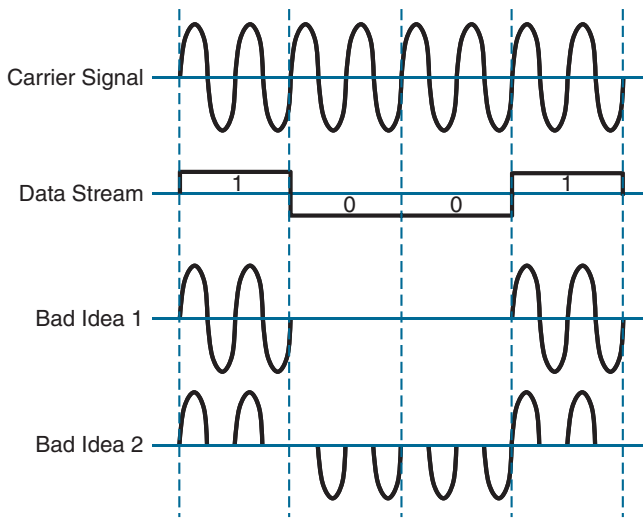 Carrier Signal
Data Stream
1
0
0
1
Bad Idea 1
Bad Idea 2